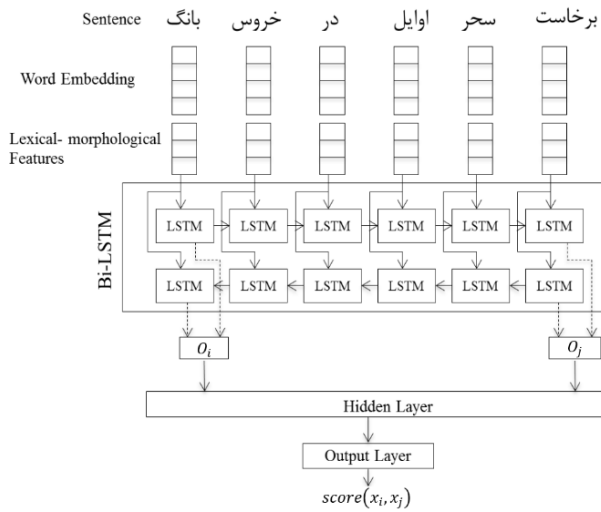 Sentence بانگ خروس در اوایل سحر برخاست
Word Embedding
Lexical- morphological
Features
Bi-LSTM
LSTM LSTM LSTM LSTM LSTM LSTM
LSTM LSTM LSTM LSTM LSTM LSTM
O_i O_j
Hidden Layer
Output Layer
score(x_i, x_j)